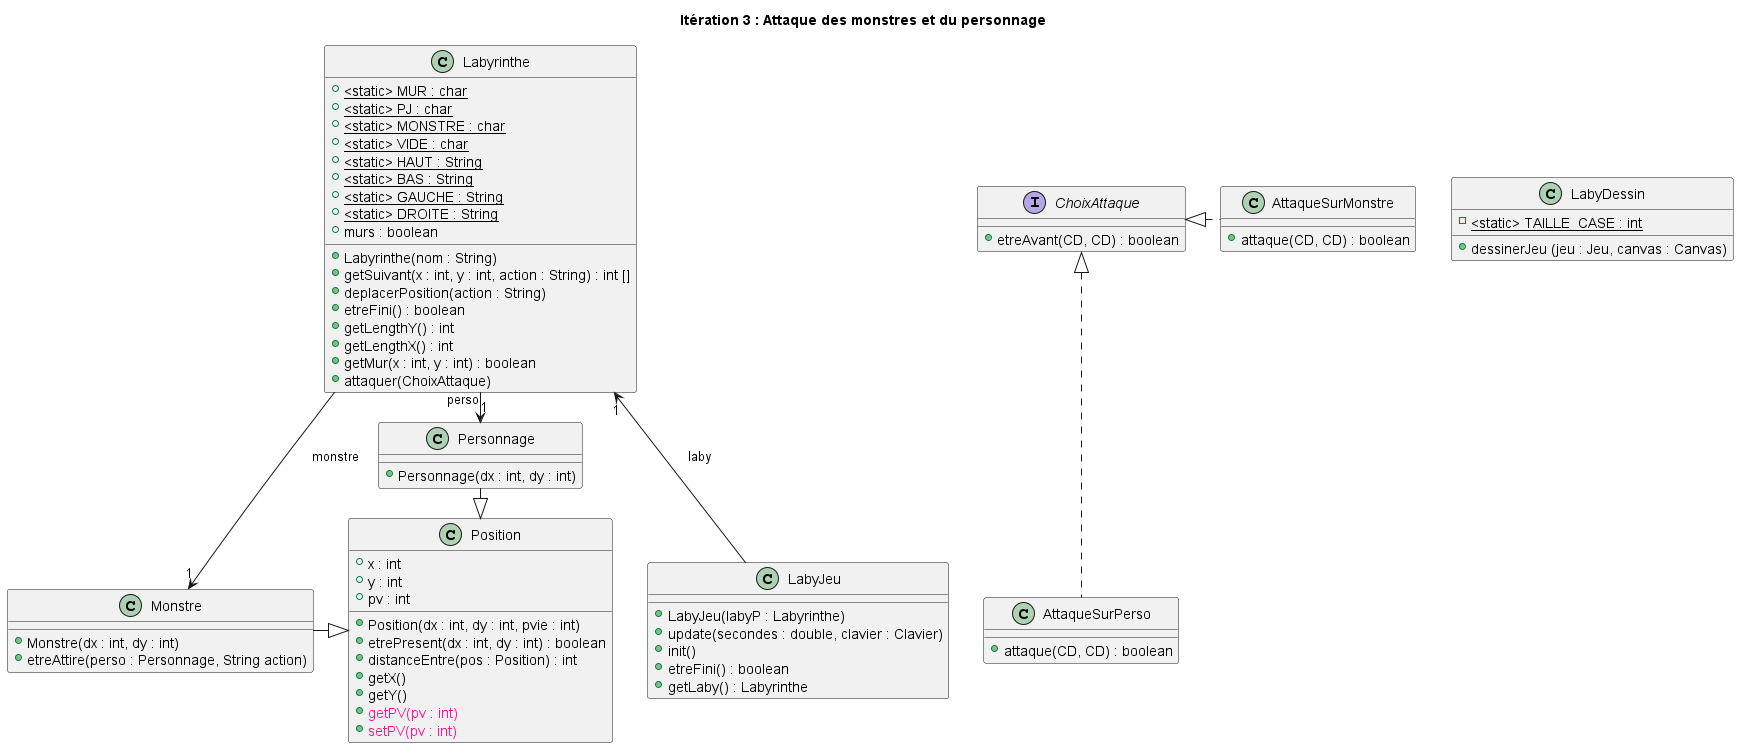 Itération 3 : Attaque des monstres et du personnage
C Labyrinthe
<static> MUR : char
<static> PJ : char
<static> MONSTRE : char
<static> VIDE : char
<static> HAUT : String
<static> BAS : String
<static> GAUCHE : String
<static> DROITE : String
murs : boolean
Labyrinthe(nom : String)
getSuivant(x : int, y : int, action : String) : int []
deplacerPosition(action : String)
etreFini() : boolean
getLengthY() : int
getLengthX() : int
getMur(x : int, y : int) : boolean
attaquer(ChoixAttaque)
I ChoixAttaque
etreAvant(CD, CD) : boolean
C AttaqueSurMonstre
attaque(CD, CD) : boolean
C LabyDessin
<static> TAILLE_CASE : int
dessinerJeu (jeu : Jeu, canvas : Canvas)
perso
1
1
monstre
laby
C Personnage
Personnage(dx : int, dy : int)
1
C Monstre
Monstre(dx : int, dy : int)
etreAttire(perso : Personnage, String action)
C Position
x : int
y : int
pv : int
Position(dx : int, dy : int, pvie : int)
etrePresent(dx : int, dy : int) : boolean
distanceEntre(pos : Position) : int
getX()
getY()
getPV(pv : int)
setPV(pv : int)
C LabyJeu
LabyJeu(labyP : Labyrinthe)
update(secondes : double, clavier : Clavier)
init()
etreFini() : boolean
getLaby() : Labyrinthe
C AttaqueSurPerso
attaque(CD, CD) : boolean